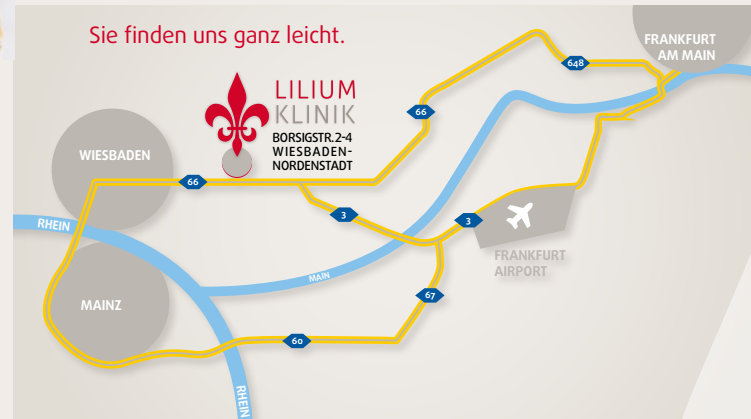 Sie finden uns ganz leicht.
FRANKFURT
AM MAIN
648
LILIUM
KLINIK
BORSIGSTR.2-4
WIESBADEN-
NORDENSTADT
66
WIESBADEN
66
3
3
RHEIN
FRANKFURT
AIRPORT
MAIN
67
MAINZ
60
RHEIN